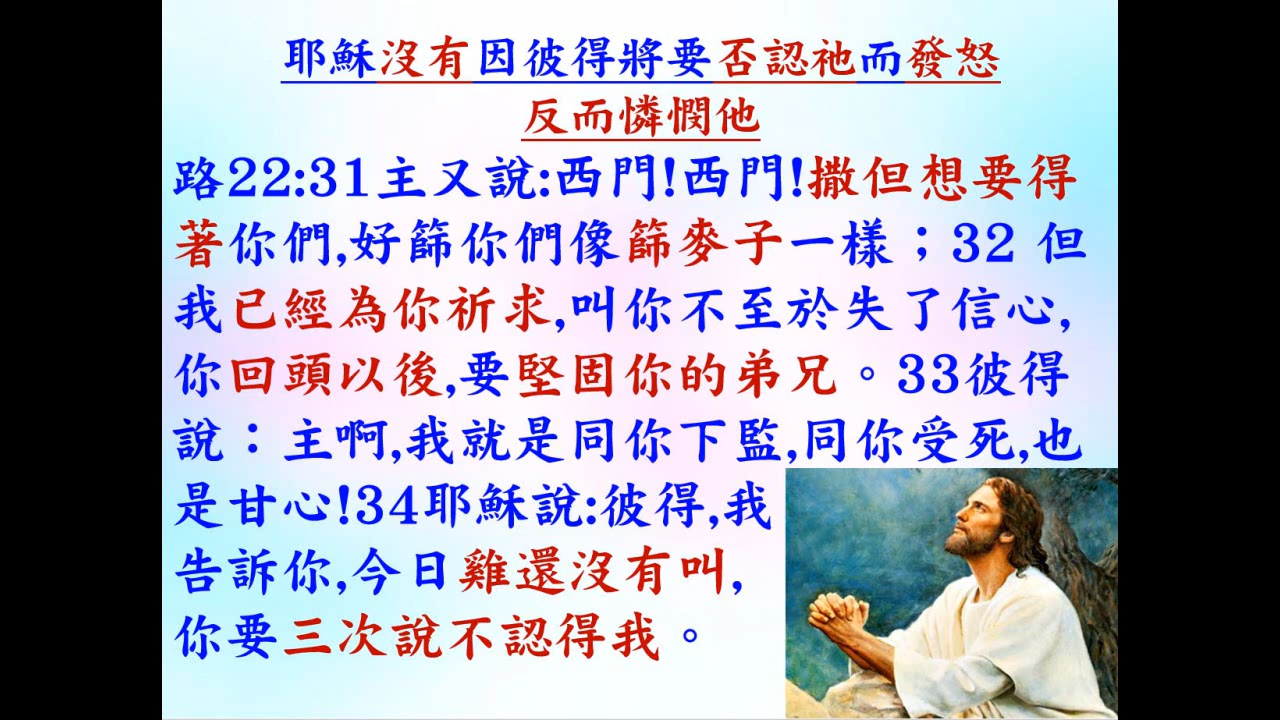 耶穌沒有因彼得將要否認祂而發怒
反而憐憫他
路22:31主又說:西門!西門!撒但想要得
著你們,好篩你們像篩麥子一樣；32 但
我已經為你祈求,叫你不至於失了信心,
你回頭以後,要堅固你的弟兄。33彼得
說：主啊,我就是同你下監,同你受死,也
是甘心!34耶穌說:彼得,我
告訴你,今日雞還沒有叫,
你要三次說不認得我。